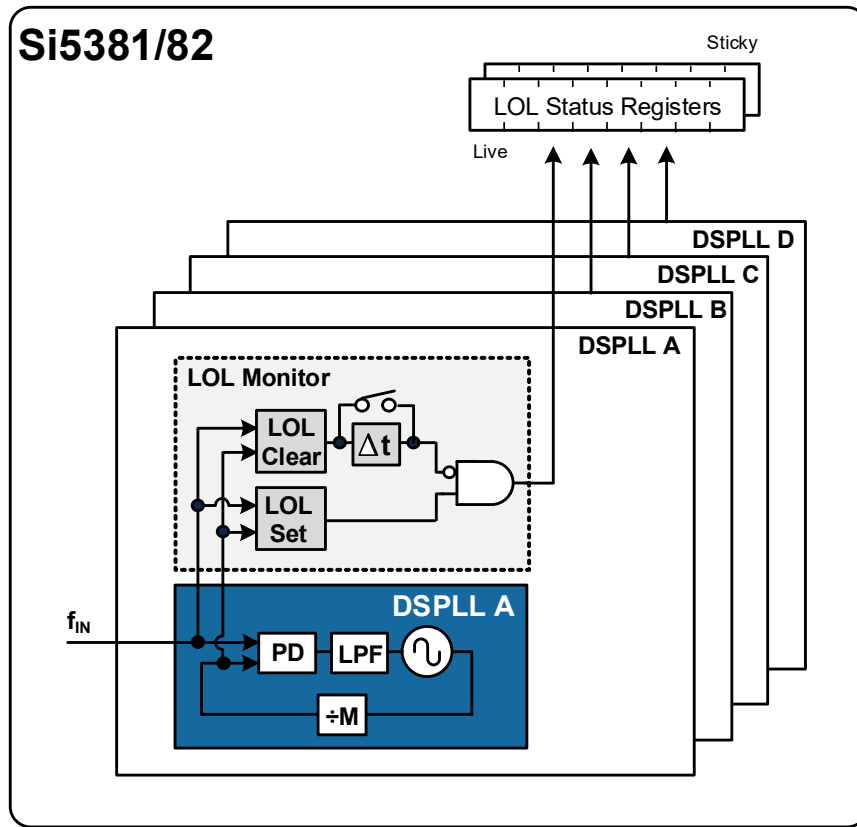 Si5381/82
Sticky
LOL Status Registers
Live
DSPLL D
DSPLL C
DSPLL B
DSPLL A
LOL Monitor
LOL
Clear
Δt
LOL
Set
DSPLL A
fIN
PD
LPF
÷M